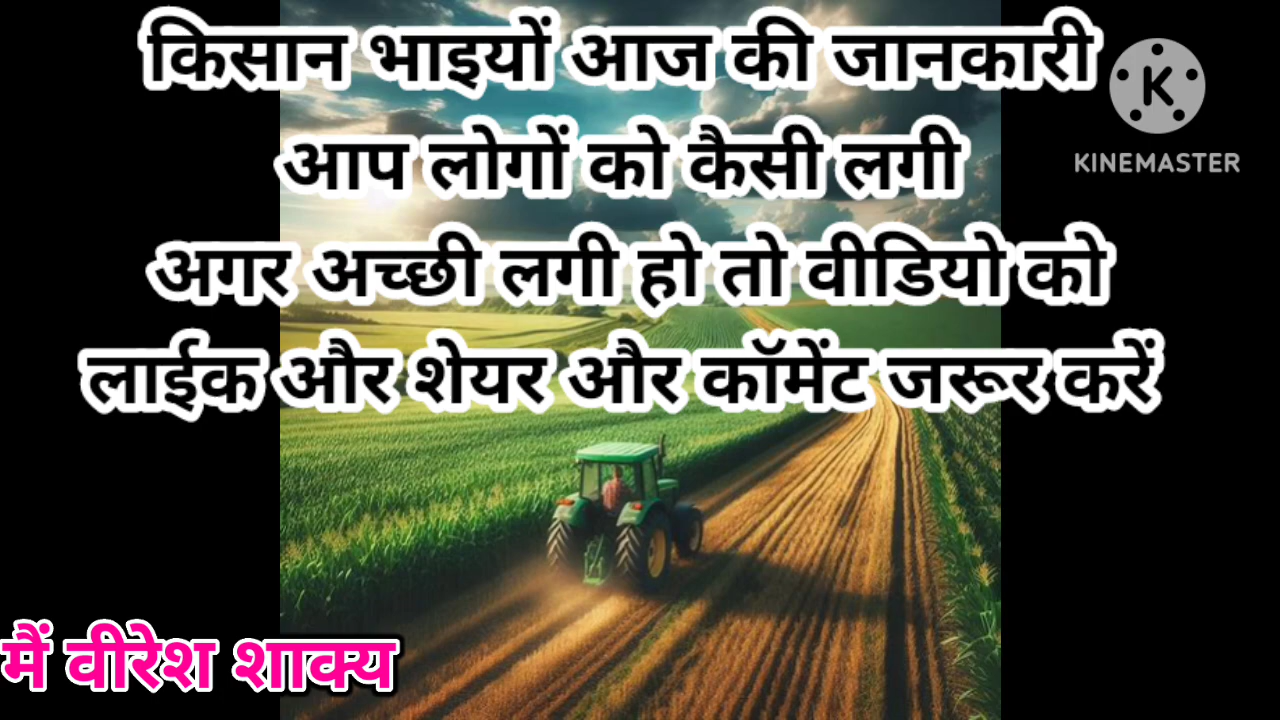 किसान भाइयों आज की जानकारी
आप लोगों को कैसी लगी
अगर अच्छी लगी हो तो वीडियो को
लाईक और शेयर और कॉमेंट जरूर करें
K
KINEMASTER
मैं वीरेश शाक्य